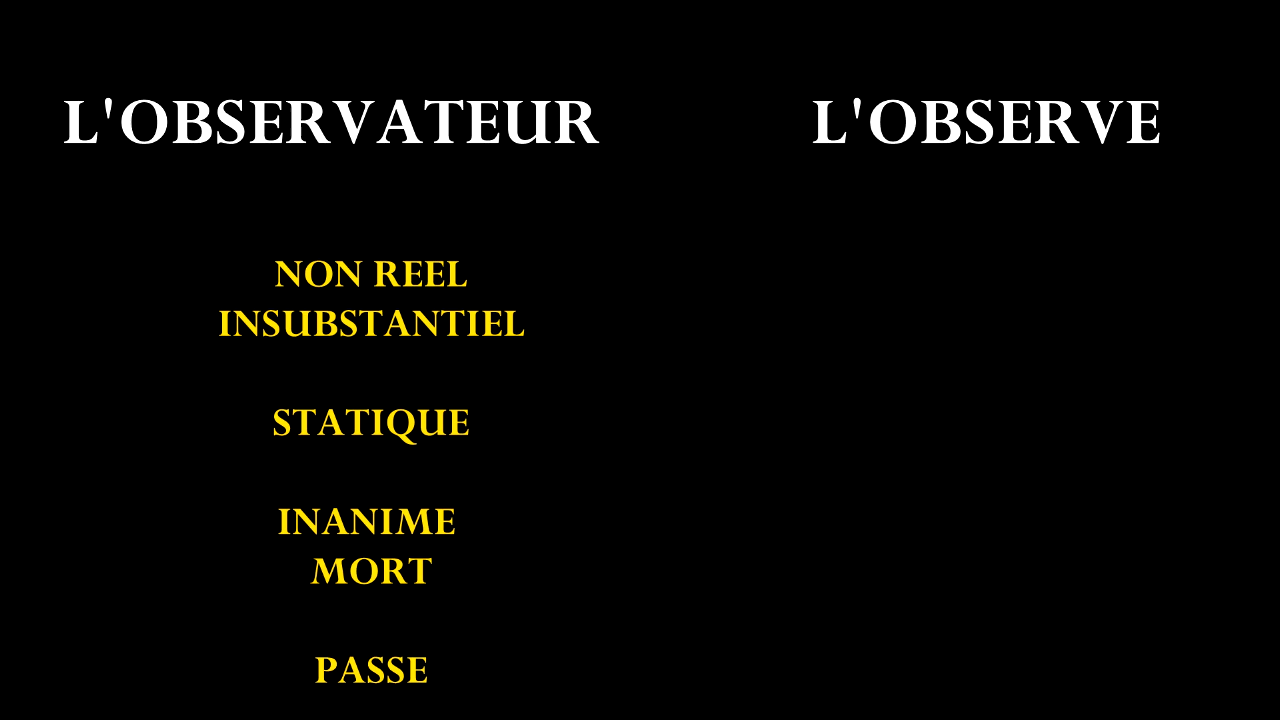 L'OBSERVATEUR
L'OBSERVE
NON REEL
INSUBSTANTIEL
STATIQUE
INANIME
MORT
PASSE